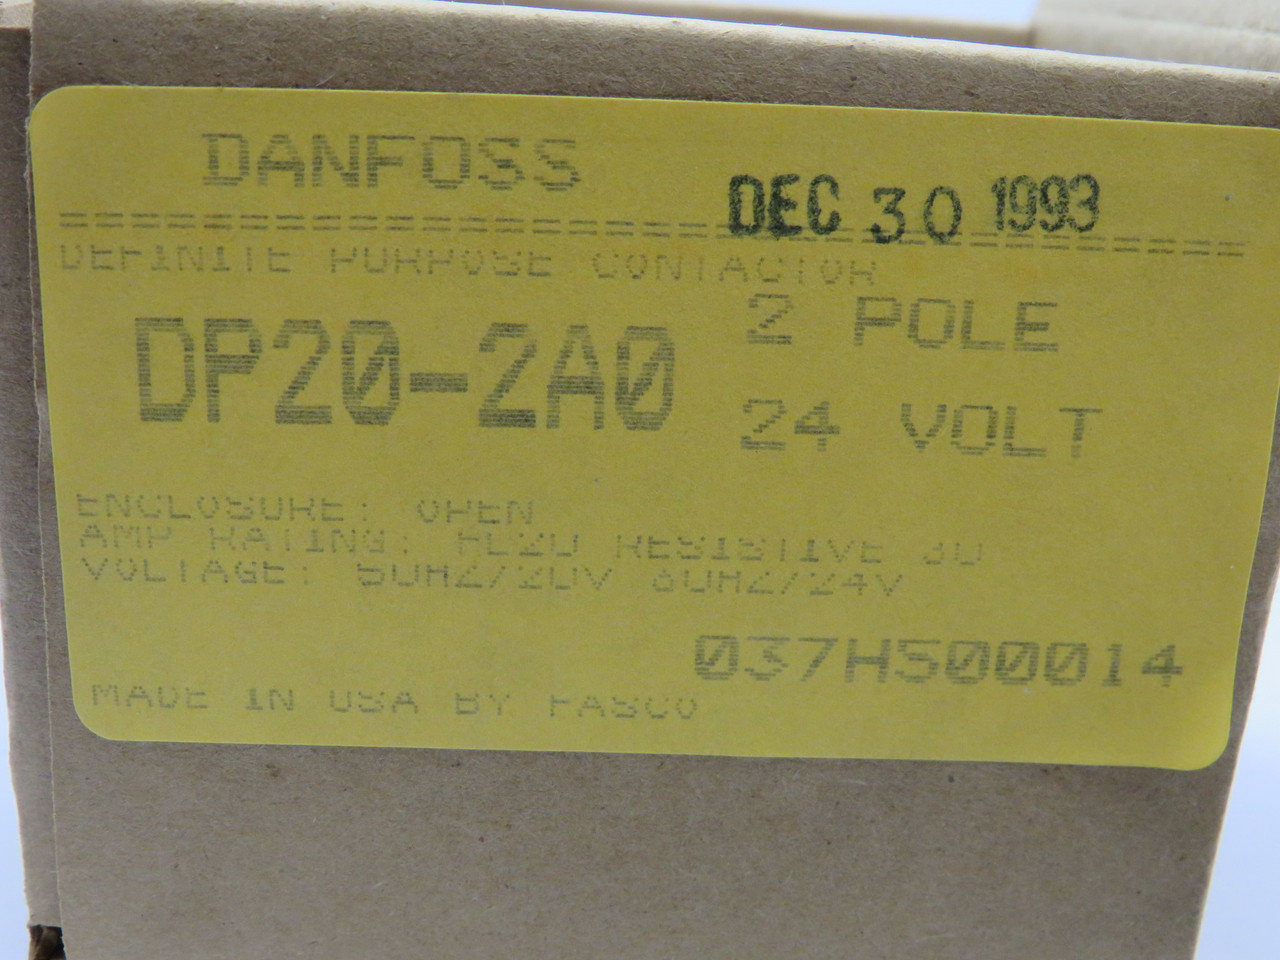 DANFOSS
DEC 30 1993
DEFINITE PURPOSE CONTACTOR
DP20-2A0
2 POLE
24 VOLT
ENCLOSURE: OPEN
AMP RATING: FL20 RESISTIVE 30
VOLTAGE: 50HZ/20V 60HZ/24V
037H500014
MADE IN USA BY FASCO